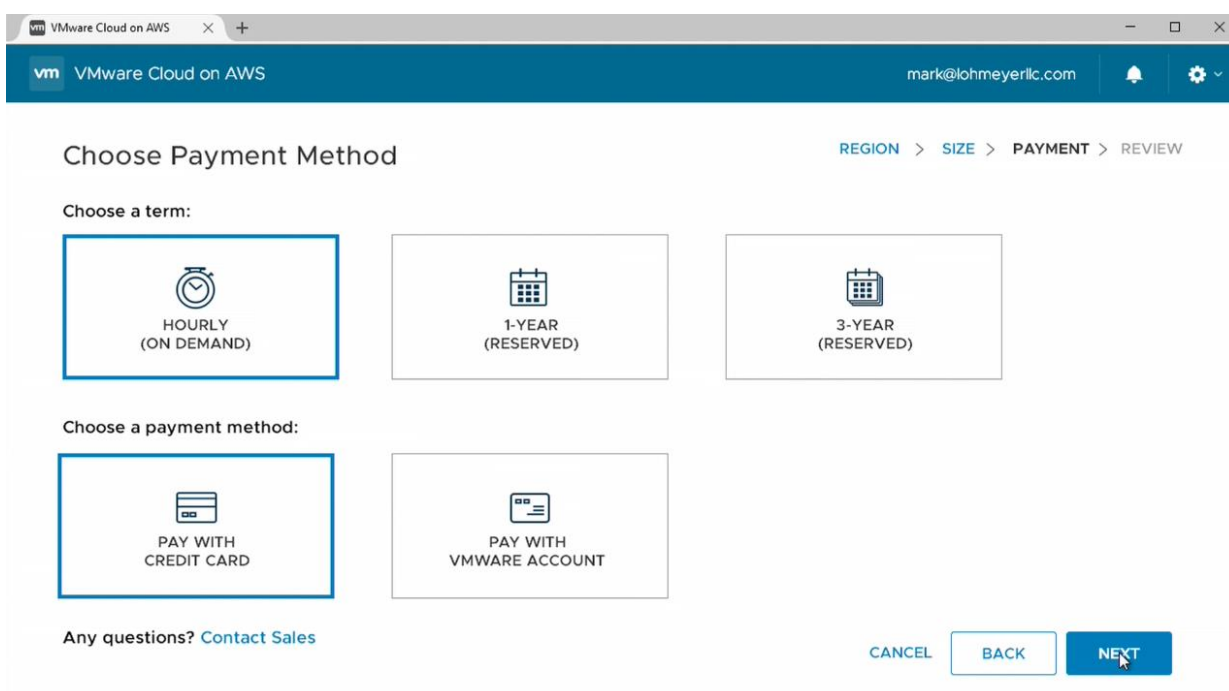 vm VMware Cloud on AWS
vm VMware Cloud on AWS mark@lohmeyerllc.com
Choose Payment Method REGION > SIZE > PAYMENT > REVIEW
Choose a term:
HOURLY
(ON DEMAND)
1-YEAR
(RESERVED)
3-YEAR
(RESERVED)
Choose a payment method:
PAY WITH
CREDIT CARD
PAY WITH
VMWARE ACCOUNT
Any questions? Contact Sales
CANCEL BACK NEXT